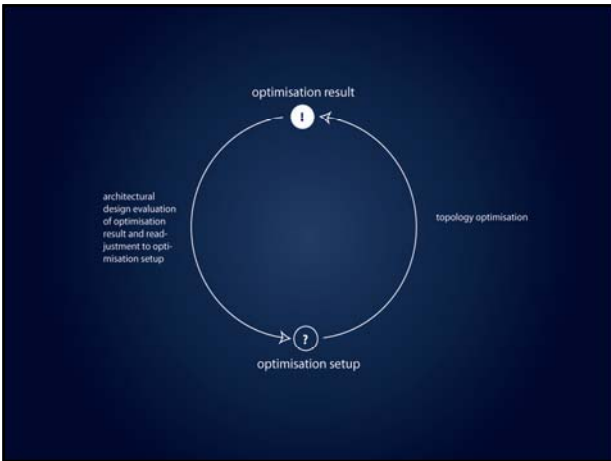 optimisation result
!
architectural
design evaluation
of optimisation
result and read-
justment to opti-
misation setup
topology optimisation
?
optimisation setup